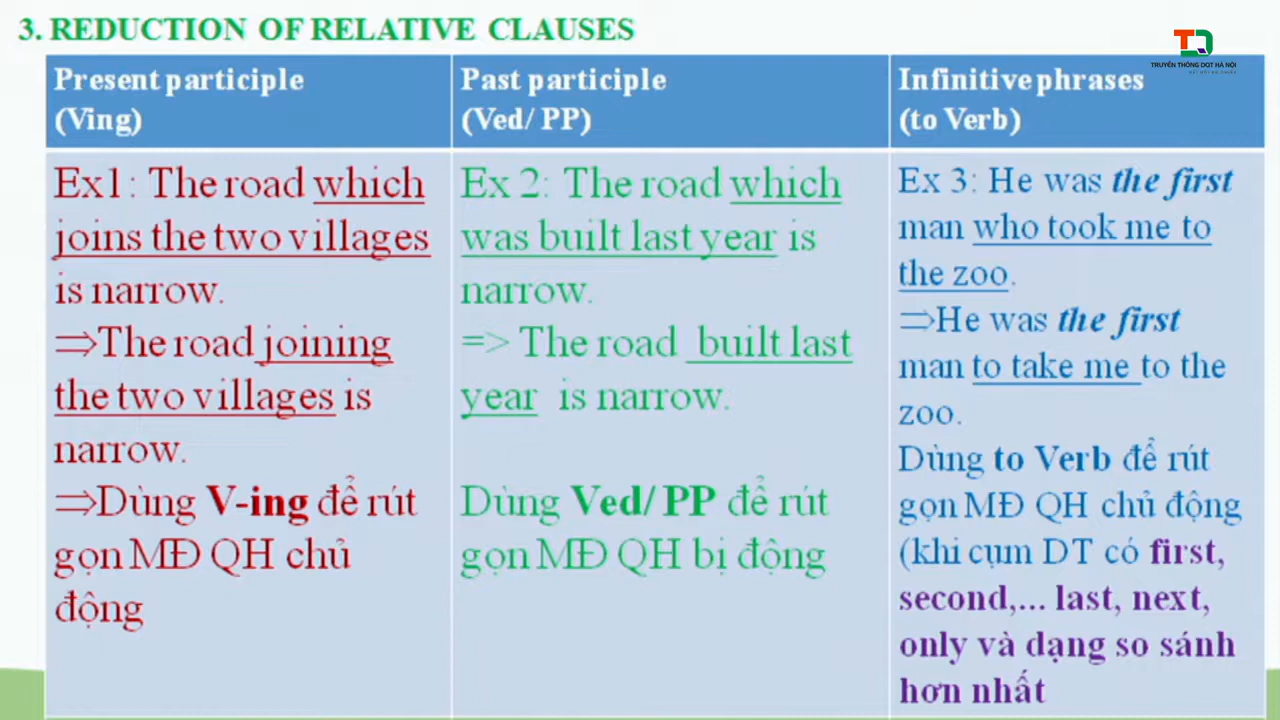 3. REDUCTION OF RELATIVE CLAUSES
TRUYỀN THÔNG DQT HÀ NỘI
Present participle
(Ving)
Past participle
(Ved/ PP)
Infinitive phrases
(to Verb)
Ex1: The road which
joins the two villages
is narrow.
⇒The road joining
the two villages is
narrow.
⇒Dùng V-ing để rút
gọn MĐ QH chủ
động
Ex 2: The road which
was built last year is
narrow.
=> The road built last
year is narrow.
Dùng Ved/ PP để rút
gọn MĐ QH bị động
Ex 3: He was the first
man who took me to
the zoo.
⇒He was the first
man to take me to the
zoo.
Dùng to Verb để rút
gọn MĐ QH chủ động
(khi cụm DT có first,
second,... last, next,
only và dạng so sánh
hơn nhất